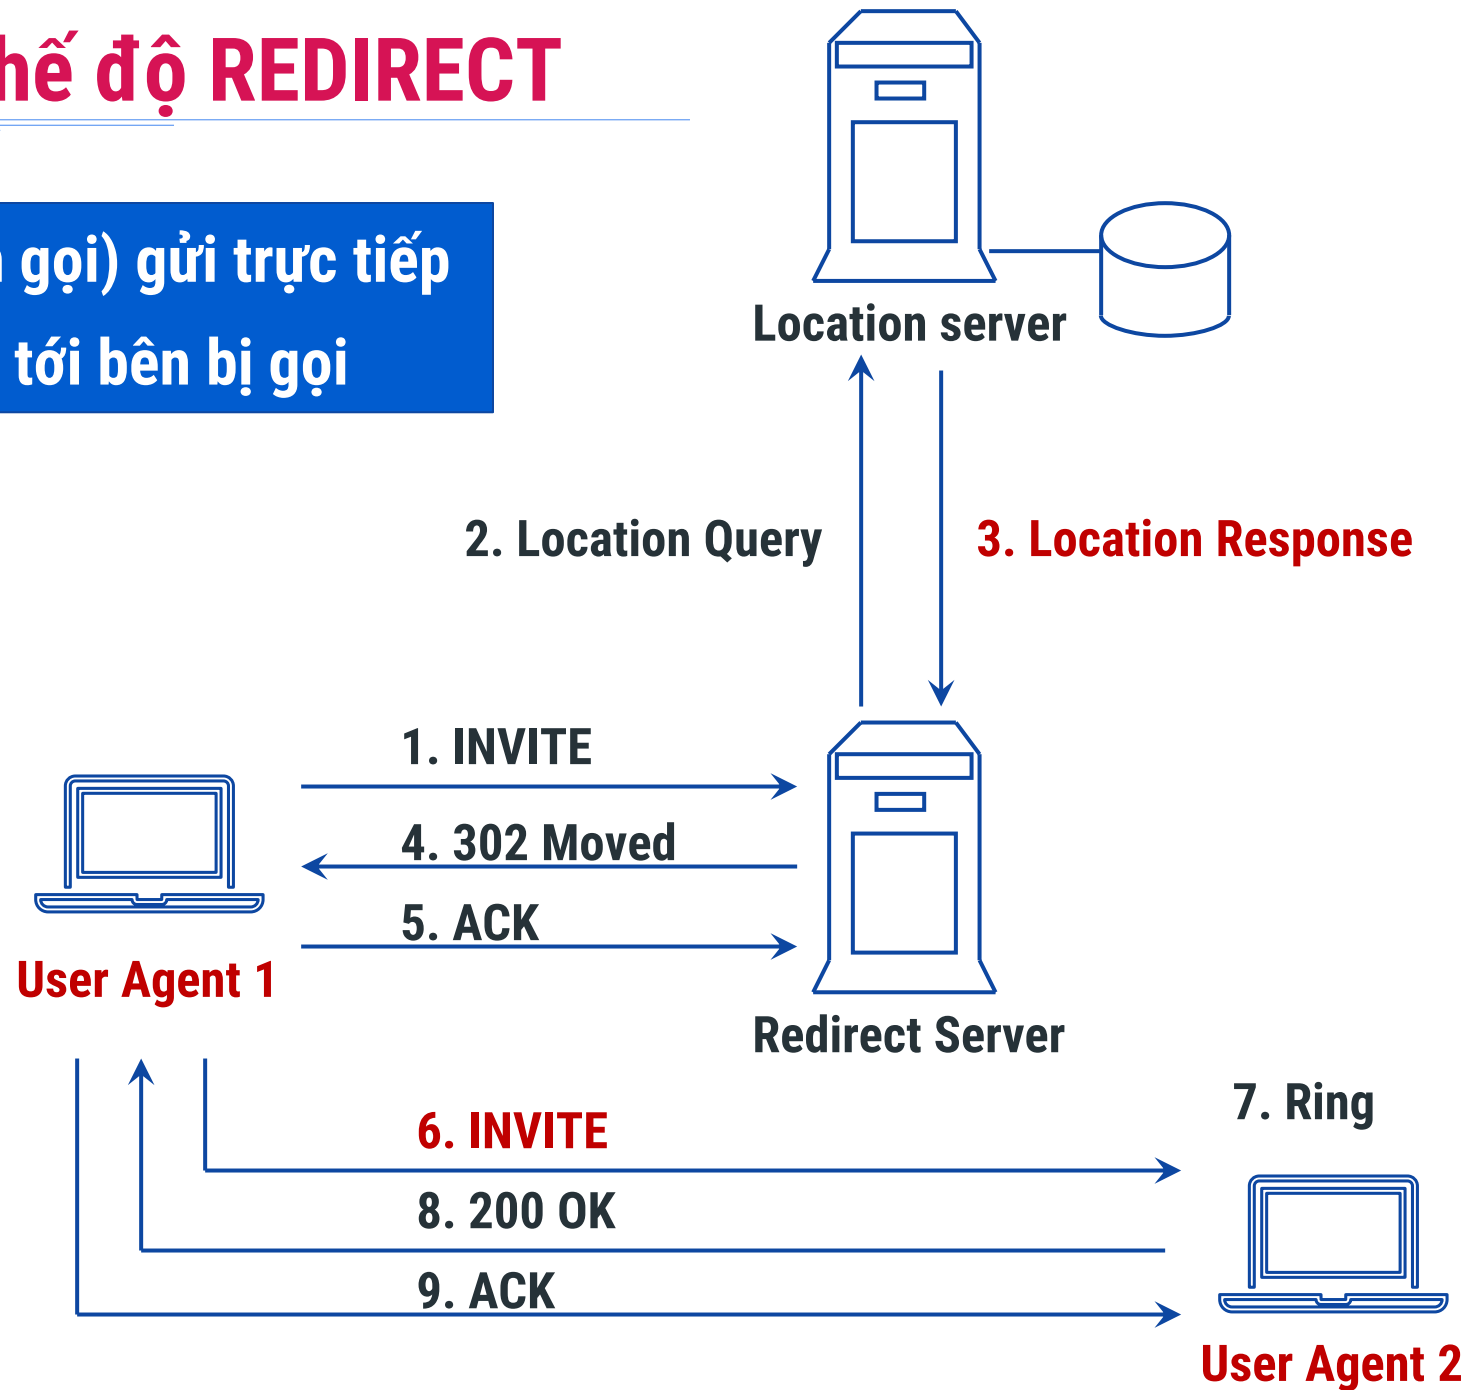 hế độ REDIRECT
gọi) gửi trực tiếp
tới bên bị gọi
Location server
2. Location Query
3. Location Response
1. INVITE
4. 302 Moved
5. ACK
User Agent 1
Redirect Server
7. Ring
6. INVITE
8. 200 OK
9. ACK
User Agent 2